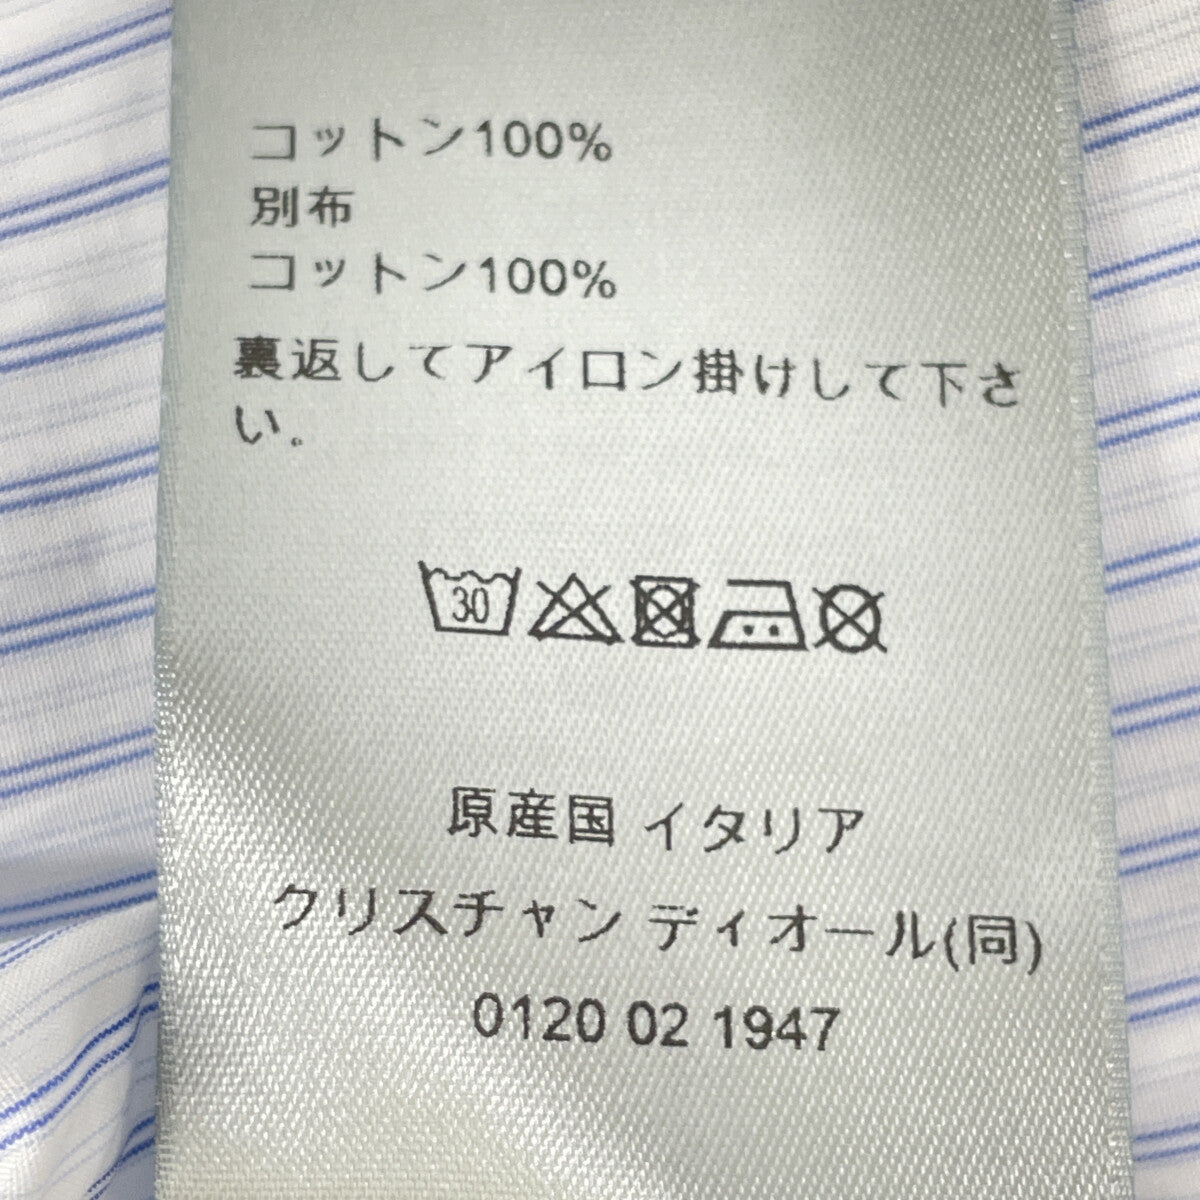 コットン100%
別布
コットン100%
裏返してアイロン掛けして下さ
い。
30
原産国 イタリア
クリスチャン ディオール(同)
0120 02 1947